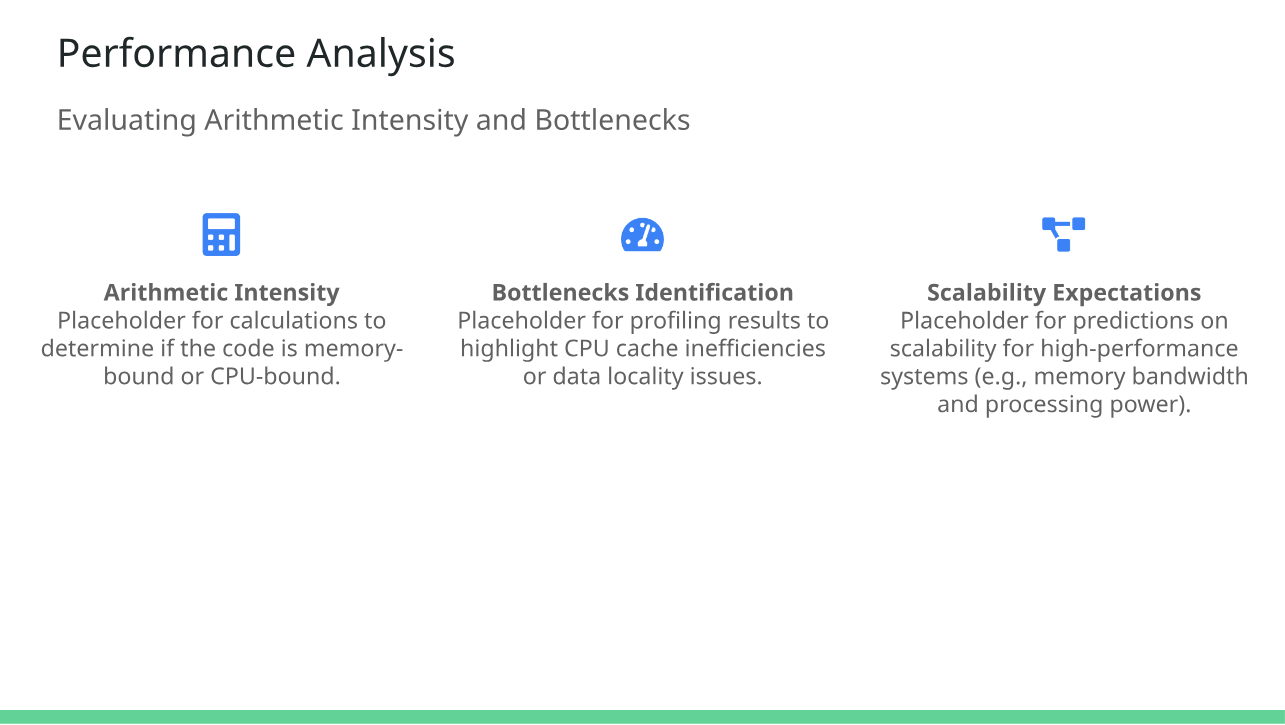 Performance Analysis
Evaluating Arithmetic Intensity and Bottlenecks
Arithmetic Intensity
Placeholder for calculations to
determine if the code is memory-
bound or CPU-bound.
Bottlenecks Identification
Placeholder for profiling results to
highlight CPU cache inefficiencies
or data locality issues.
Scalability Expectations
Placeholder for predictions on
scalability for high-performance
systems (e.g., memory bandwidth
and processing power).